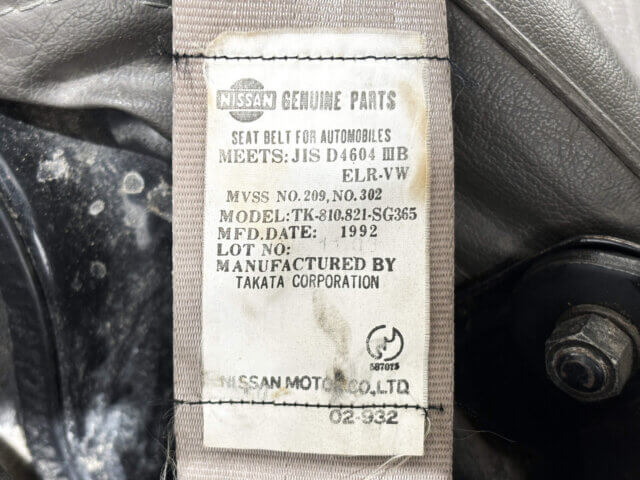 NISSAN GENUINE PARTS
SEAT BELT FOR AUTOMOBILES
MEETS: JIS D4604 ⅢB
ELR-VW
MVSS NO. 209, NO. 302
MODEL: TK-810.821-SG365
MFD. DATE: 1992
LOT NO:
MANUFACTURED BY
TAKATA CORPORATION
587015
NISSAN MOTOR CO., LTD
02-932